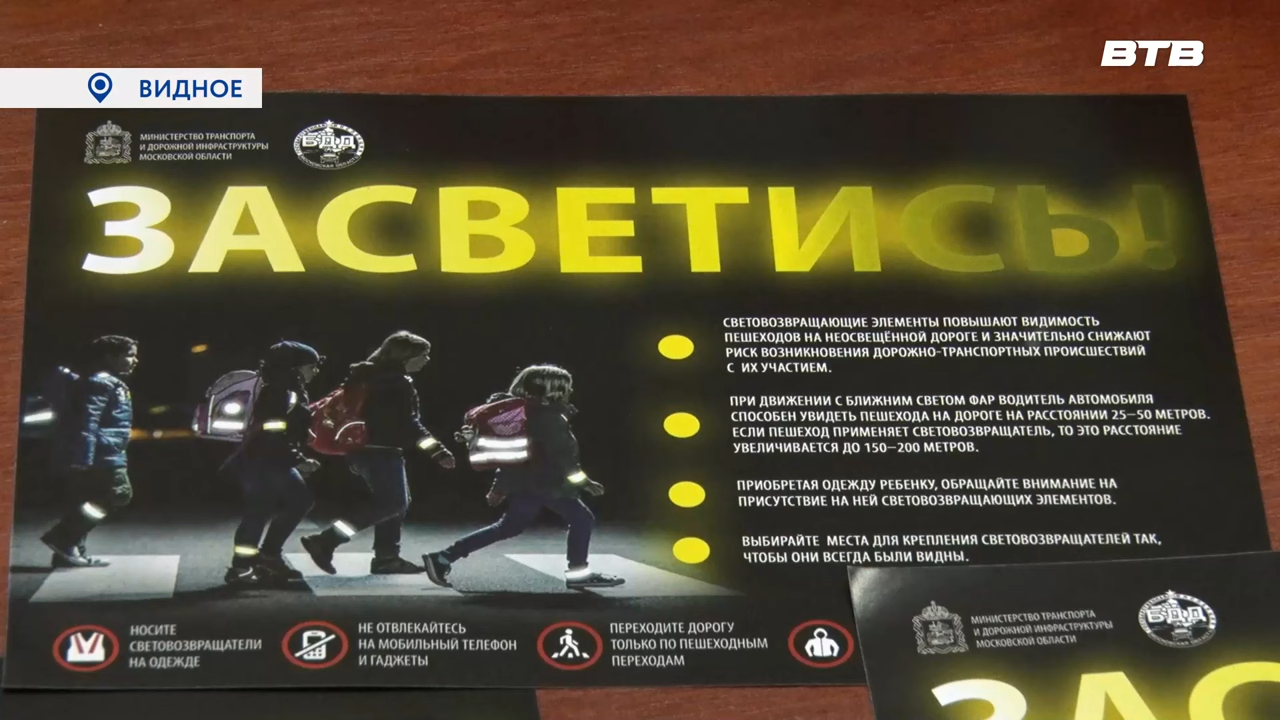 ВТВ
ВИДНОЕ
МИНИСТЕРСТВО ТРАНСПОРТА
И ДОРОЖНОЙ ИНФРАСТРУКТУРЫ
МОСКОВСКОЙ ОБЛАСТИ
БДД
ЗАСВЕТИСЬ!
СВЕТОВОЗВРАЩАЮЩИЕ ЭЛЕМЕНТЫ ПОВЫШАЮТ ВИДИМОСТЬ
ПЕШЕХОДОВ НА НЕОСВЕЩЁННОЙ ДОРОГЕ И ЗНАЧИТЕЛЬНО СНИЖАЮТ
РИСК ВОЗНИКНОВЕНИЯ ДОРОЖНО-ТРАНСПОРТНЫХ ПРОИСШЕСТВИЙ
С ИХ УЧАСТИЕМ.
ПРИ ДВИЖЕНИИ С БЛИЖНИМ СВЕТОМ ФАР ВОДИТЕЛЬ АВТОМОБИЛЯ
СПОСОБЕН УВИДЕТЬ ПЕШЕХОДА НА ДОРОГЕ НА РАССТОЯНИИ 25—50 МЕТРОВ.
ЕСЛИ ПЕШЕХОД ПРИМЕНЯЕТ СВЕТОВОЗВРАЩАТЕЛЬ, ТО ЭТО РАССТОЯНИЕ
УВЕЛИЧИВАЕТСЯ ДО 150—200 МЕТРОВ.
ПРИОБРЕТАЯ ОДЕЖДУ РЕБЕНКУ, ОБРАЩАЙТЕ ВНИМАНИЕ НА
ПРИСУТСТВИЕ НА НЕЙ СВЕТОВОЗВРАЩАЮЩИХ ЭЛЕМЕНТОВ.
ВЫБИРАЙТЕ МЕСТА ДЛЯ КРЕПЛЕНИЯ СВЕТОВОЗВРАЩАТЕЛЕЙ ТАК,
ЧТОБЫ ОНИ ВСЕГДА БЫЛИ ВИДНЫ.
НОСИТЕ
СВЕТОВОЗВРАЩАТЕЛИ
НА ОДЕЖДЕ
НЕ ОТВЛЕКАЙТЕСЬ
НА МОБИЛЬНЫЙ ТЕЛЕФОН
И ГАДЖЕТЫ
ПЕРЕХОДИТЕ ДОРОГУ
ТОЛЬКО ПО ПЕШЕХОДНЫМ
ПЕРЕХОДАМ
МИНИСТЕРСТВО ТРАНСПОРТА
И ДОРОЖНОЙ ИНФРАСТРУКТУРЫ
МОСКОВСКОЙ ОБЛАСТИ
БДД
ЗАС